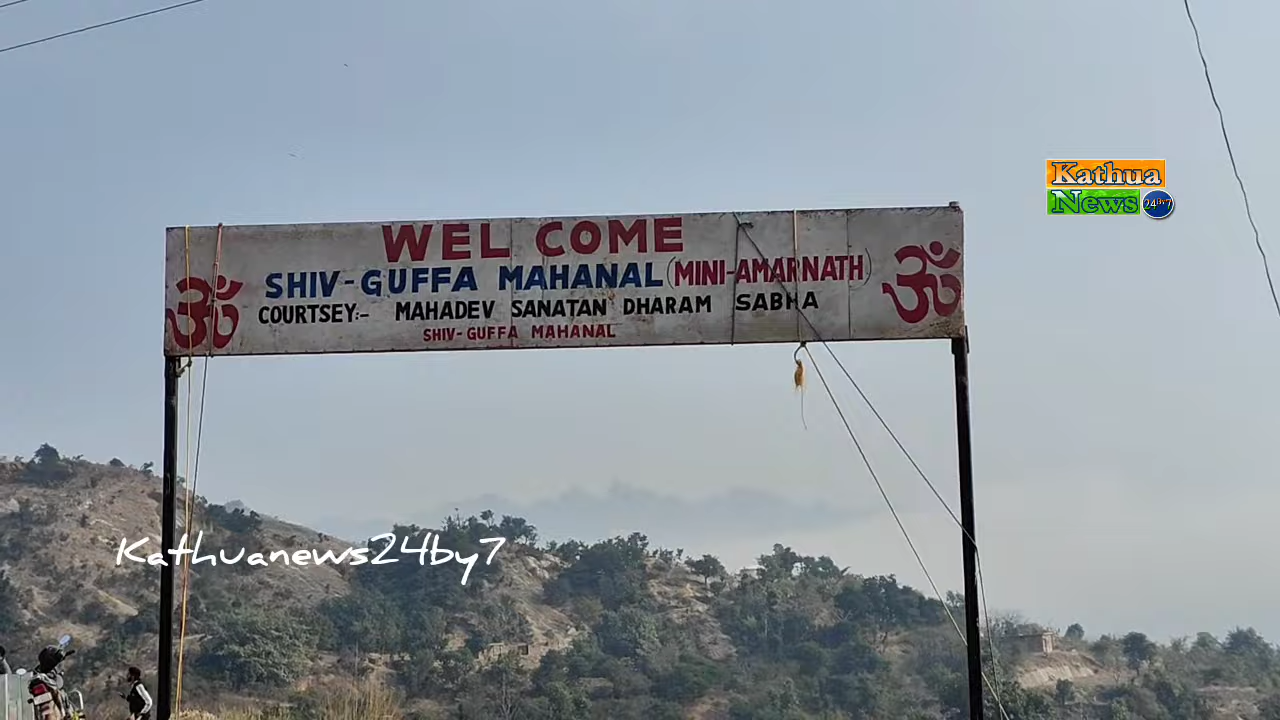 WEL COME
SHIV-GUFFA MAHANAL (MINI-AMARNATH)
COURTSEY:- MAHADEV SANATAN DHARAM SABHA
SHIV-GUFFA MAHANAL
ॐ
ॐ
Kathua
News 24by7
Kathuanews24by7